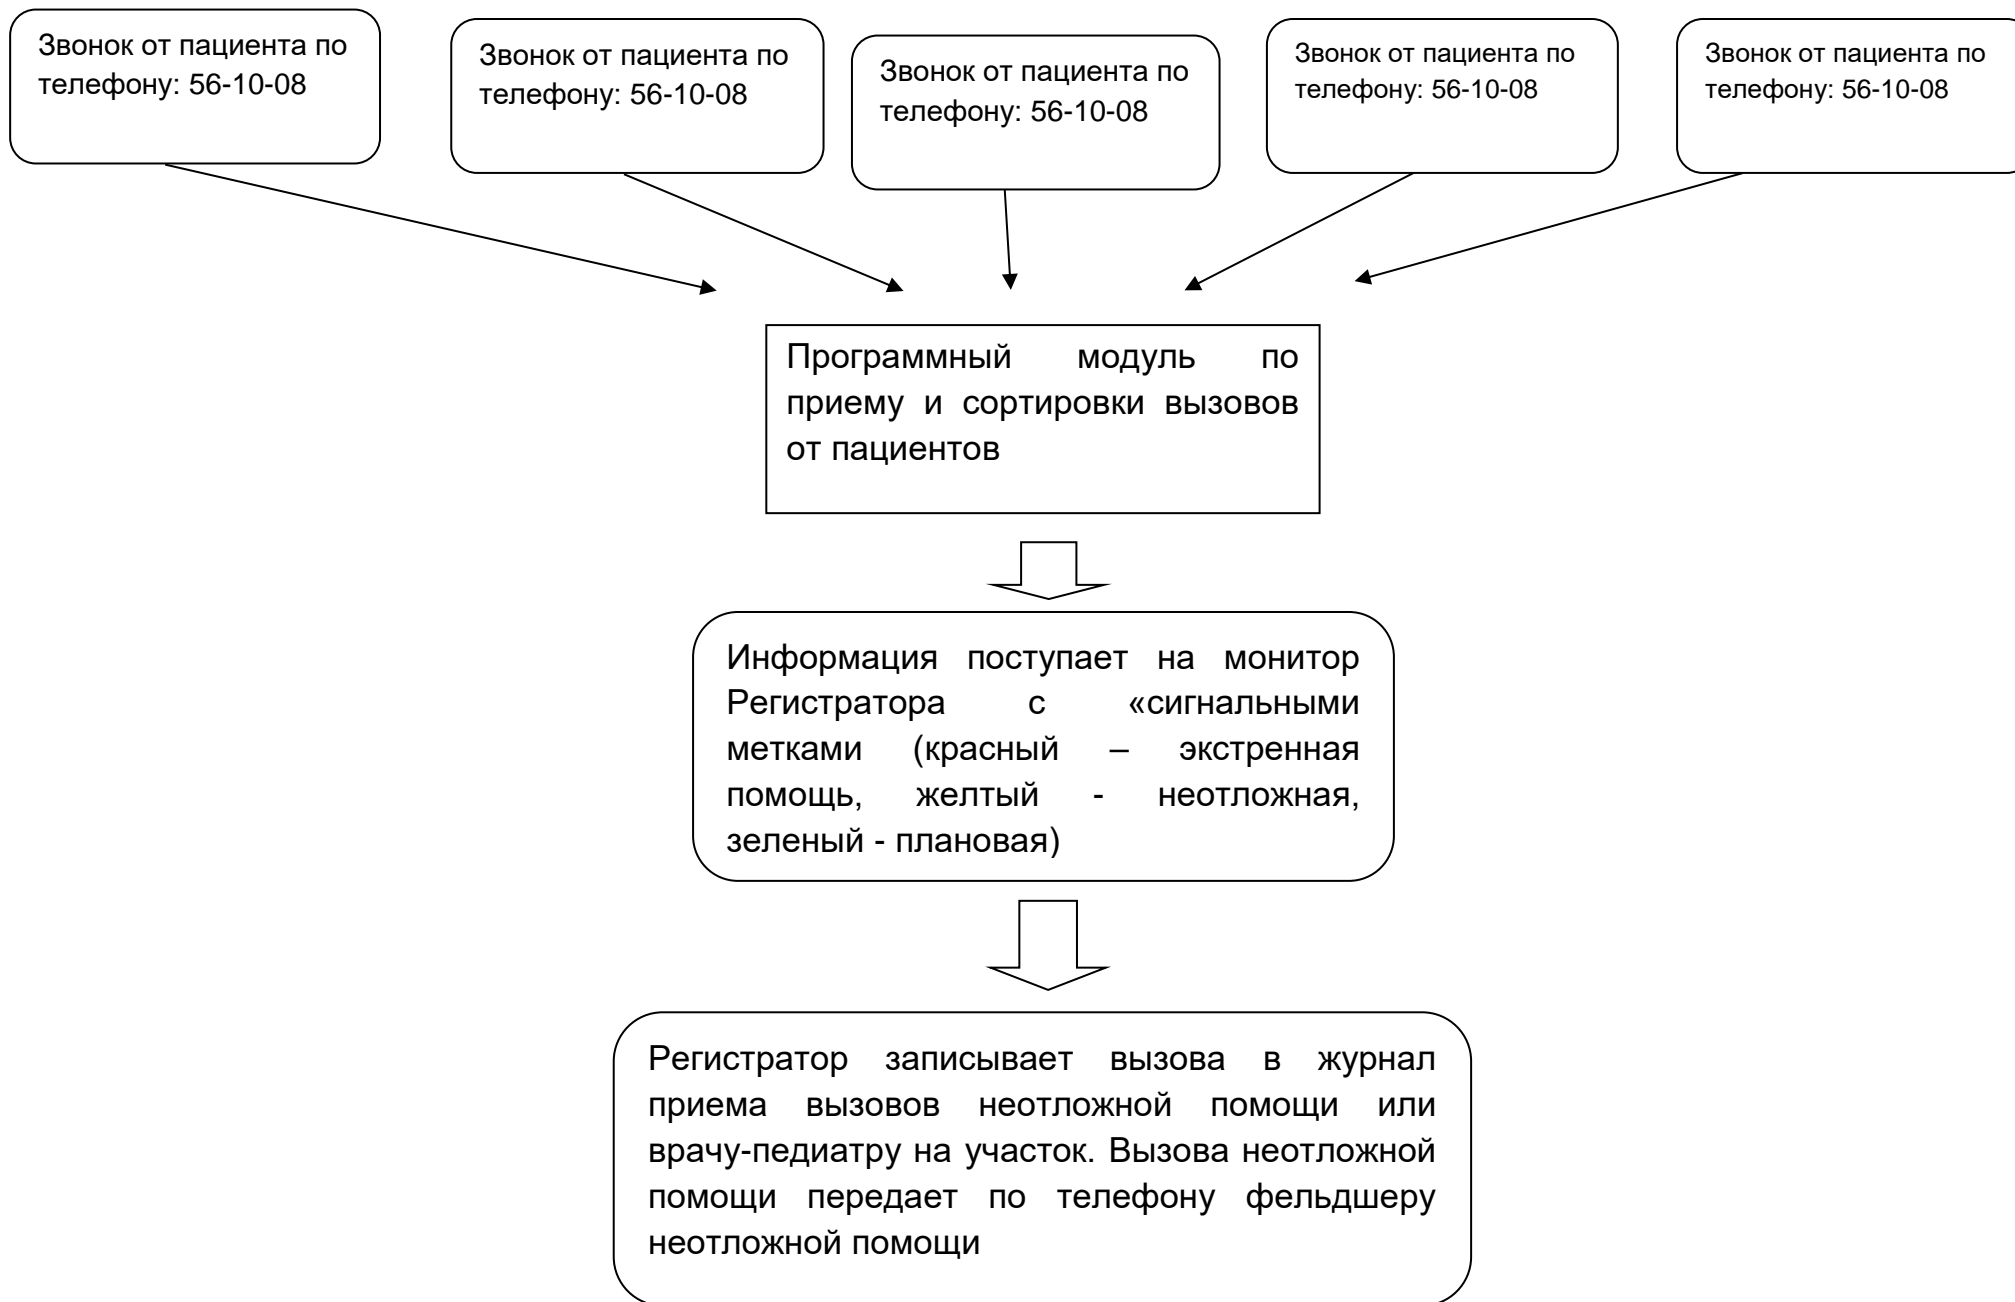 Звонок от пациента по
телефону: 56-10-08
Звонок от пациента по
телефону: 56-10-08
Звонок от пациента по
телефону: 56-10-08
Звонок от пациента по
телефону: 56-10-08
Звонок от пациента по
телефону: 56-10-08
Программный модуль по
приему и сортировки вызовов
от пациентов
Информация поступает на монитор
Регистратора с «сигнальными
метками (красный – экстренная
помощь, желтый - неотложная,
зеленый - плановая)
Регистратор записывает вызова в журнал
приема вызовов неотложной помощи или
врачу-педиатру на участок. Вызова неотложной
помощи передает по телефону фельдшеру
неотложной помощи